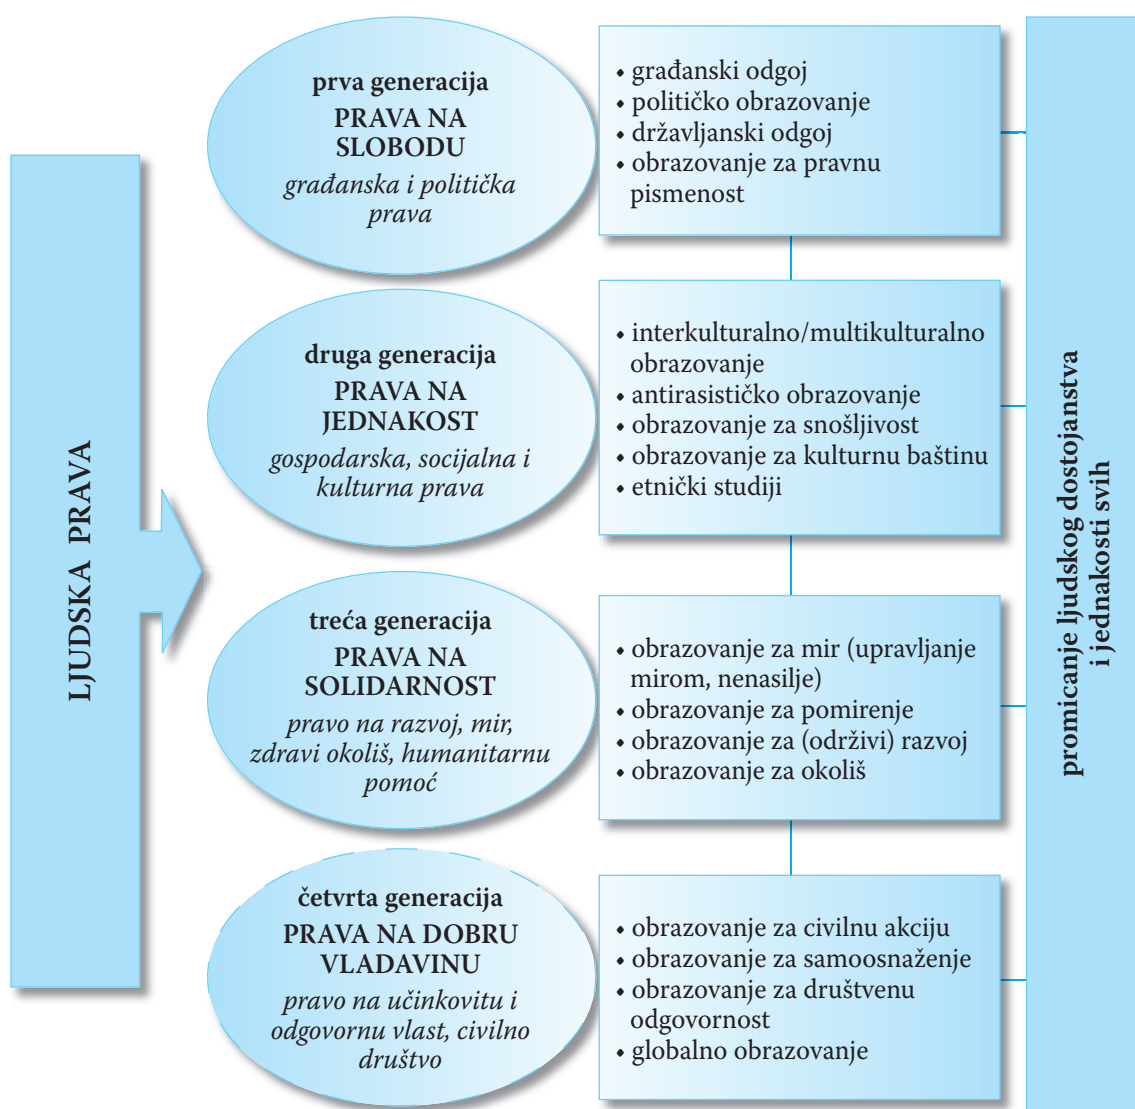 LJUDSKA PRAVA
prva generacija
PRAVA NA
SLOBODU
građanska i politička
prava
• građanski odgoj
• političko obrazovanje
• državljanski odgoj
• obrazovanje za pravnu
pismenost
druga generacija
PRAVA NA
JEDNAKOST
gospodarska, socijalna i
kulturna prava
• interkulturalno/multikulturalno
obrazovanje
• antirasističko obrazovanje
• obrazovanje za snošljivost
• obrazovanje za kulturnu baštinu
• etnički studiji
treća generacija
PRAVA NA
SOLIDARNOST
pravo na razvoj, mir,
zdravi okoliš, humanitarnu
pomoć
• obrazovanje za mir (upravljanje
mirom, nenasilje)
• obrazovanje za pomirenje
• obrazovanje za (održivi) razvoj
• obrazovanje za okoliš
četvrta generacija
PRAVA NA DOBRU
VLADAVINU
pravo na učinkovitu i
odgovornu vlast, civilno
društvo
• obrazovanje za civilnu akciju
• obrazovanje za samoosnaženje
• obrazovanje za društvenu
odgovornost
• globalno obrazovanje
promicanje ljudskog dostojanstva
i jednakosti svih